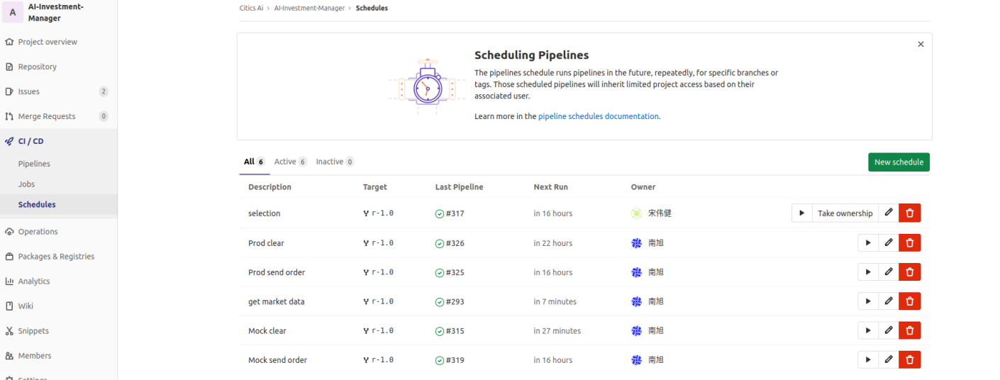 A
AI-Investment-
Manager
Project overview
Repository
Issues 2
Merge Requests 0
CI / CD
Pipelines
Jobs
Schedules
Operations
Packages & Registries
Analytics
Wiki
Snippets
Members
Settings
Citics Ai > AI-Investment-Manager > Schedules
Scheduling Pipelines
The pipelines schedule runs pipelines in the future, repeatedly, for specific branches or
tags. Those scheduled pipelines will inherit limited project access based on their
associated user.
Learn more in the pipeline schedules documentation.
All 6 Active 6 Inactive 0 New schedule
Description Target Last Pipeline Next Run Owner
selection r-1.0 #317 in 16 hours 宋伟健 Take ownership
Prod clear r-1.0 #326 in 22 hours 南旭
Prod send order r-1.0 #325 in 16 hours 南旭
get market data r-1.0 #293 in 7 minutes 南旭
Mock clear r-1.0 #315 in 27 minutes 南旭
Mock send order r-1.0 #319 in 16 hours 南旭